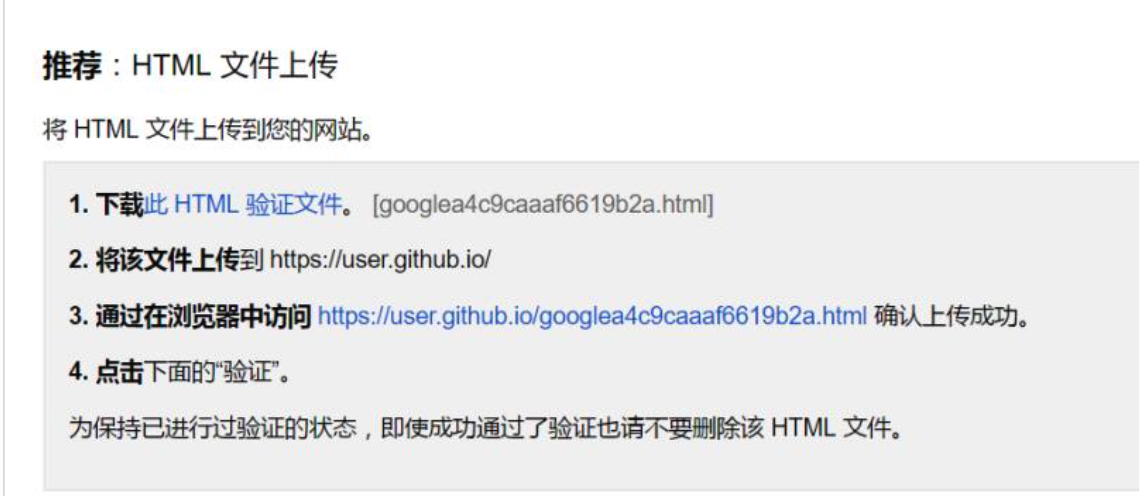 推荐：HTML 文件上传
将 HTML 文件上传到您的网站。
1. 下载此 HTML 验证文件。 [googlea4c9caaaf6619b2a.html]
2. 将该文件上传到 https://user.github.io/
3. 通过在浏览器中访问 https://user.github.io/googlea4c9caaaf6619b2a.html 确认上传成功。
4. 点击下面的“验证”。
为保持已进行过验证的状态，即使成功通过了验证也请不要删除该 HTML 文件。